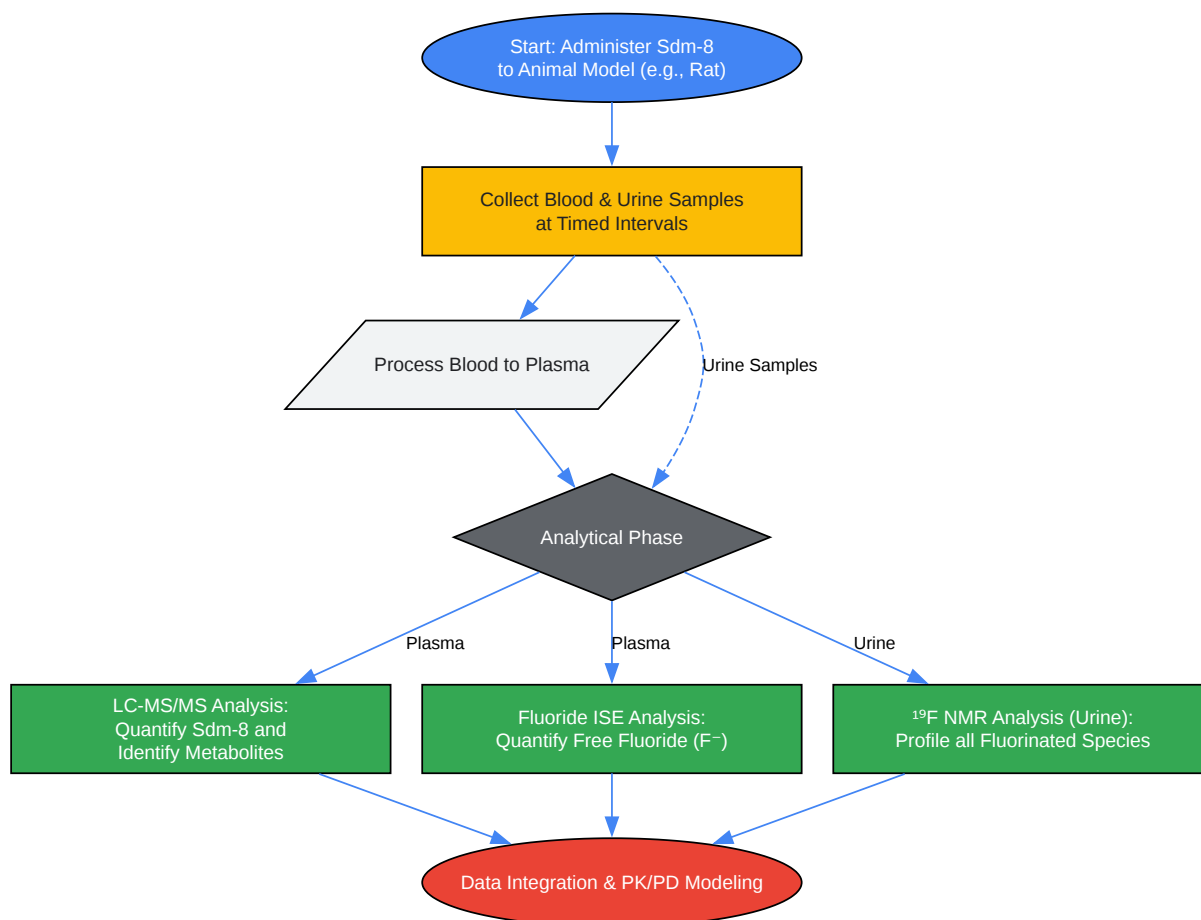 Start: Administer Sdm-8
to Animal Model (e.g., Rat)
Collect Blood & Urine Samples
at Timed Intervals
Process Blood to Plasma
Urine Samples
Analytical Phase
Plasma
Plasma
Urine
LC-MS/MS Analysis:
Quantify Sdm-8 and
Identify Metabolites
Fluoride ISE Analysis:
Quantify Free Fluoride (F⁻)
¹⁹F NMR Analysis (Urine):
Profile all Fluorinated Species
Data Integration & PK/PD Modeling